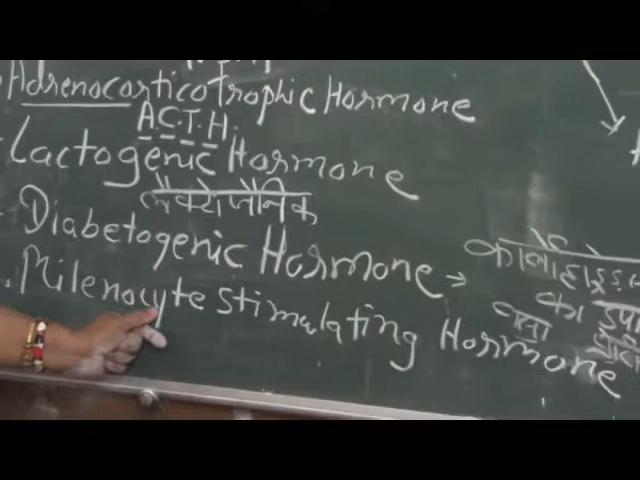 Adrenocorticotrophic Hormone
A.C.T.H.
Lactogenic Hormone
लैक्टोजैनिक
Diabetogenic Hormone →
Milenocyte Stimulating Hormone
का